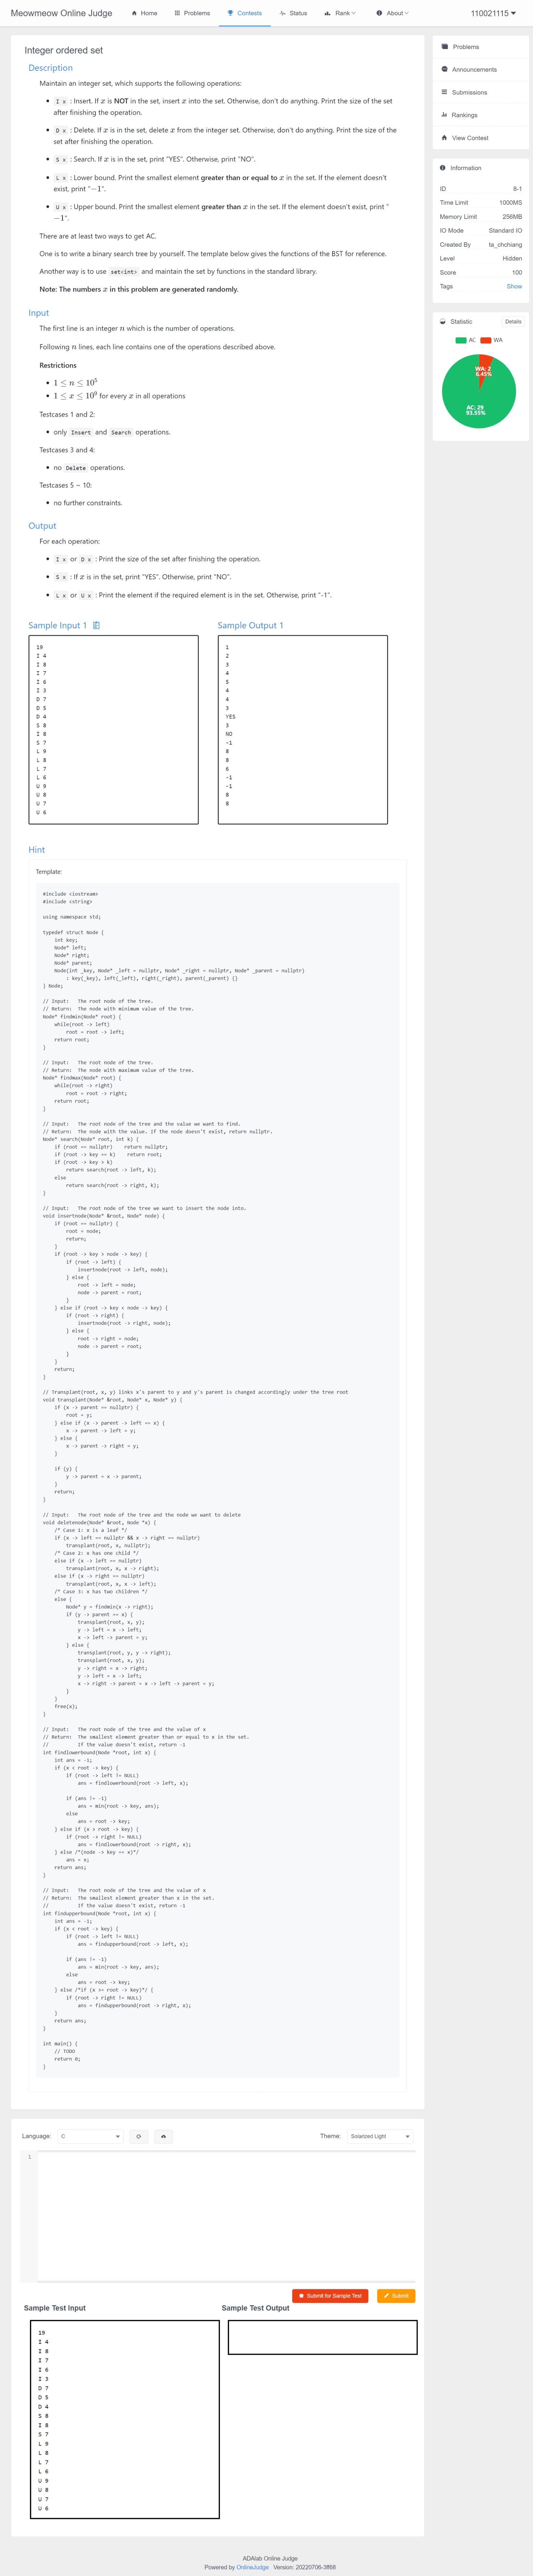 Meowmeow Online Judge
Home
Problems
Contests
Status
Rank
About
110021115
Integer ordered set
Description
Maintain an integer set, which supports the following operations:
• I x : Insert. If x is NOT in the set, insert x into the set. Otherwise, don't do anything. Print the size of the set
after finishing the operation.
• D x : Delete. If x is in the set, delete x from the integer set. Otherwise, don't do anything. Print the size of the
set after finishing the operation.
• S x : Search. If x in the set, print "YES". Otherwise, print "NO".
• L x : Lower bound. Print the smallest element greater than or equal to x in the set. If the element doesn't
exist, print "−1".
• U x : Upper bound. Print the smallest element greater than x in the set. If the element doesn't exist, print "
−1".
There are at least two ways to get AC.
One is to write a binary search tree by yourself. The template below gives the functions of the BST for reference.
Another way is to use set<int> and maintain the set by functions in the standard library.
Note: The numbers x in this problem are generated randomly.
Input
The first line is an integer n which is the number of operations.
Following n lines, each line contains one of the operations described above.
Restrictions
• 1 ≤ n ≤ 10^5
• 1 ≤ x ≤ 10^9 for every x in all operations
Testcases 1 and 2:
• only Insert and Search operations.
Testcases 3 and 4:
• no Delete operations.
Testcases 5 ~ 10:
• no further constraints.
Output
For each operation:
• I x or D x : Print the size of the set after finishing the operation.
• S x : If x is in the set, print "YES". Otherwise, print "NO".
• L x or U x : Print the element if the required element is in the set. Otherwise, print "-1".
Sample Input 1
19
I 4
I 8
I 7
I 6
I 3
D 7
D 5
D 4
S 8
I 8
S 7
L 9
L 8
L 7
L 6
U 9
U 8
U 7
U 6
Sample Output 1
1
2
3
4
5
4
4
3
YES
3
NO
-1
8
8
6
-1
-1
8
8
Hint
Template:
#include <iostream>
#include <string>
using namespace std;
typedef struct Node {
int key;
Node* left;
Node* right;
Node* parent;
Node(int _key, Node* _left = nullptr, Node* _right = nullptr, Node* _parent = nullptr)
: key(_key), left(_left), right(_right), parent(_parent) {}
} Node;
// Input: The root node of the tree.
// Return: The node with minimum value of the tree.
Node* findmin(Node* root) {
while(root -> left)
root = root -> left;
return root;
}
// Input: The root node of the tree.
// Return: The node with maximum value of the tree.
Node* findmax(Node* root) {
while(root -> right)
root = root -> right;
return root;
}
// Input: The root node of the tree and the value we want to find.
// Return: The node with the value. if the node doesn't exist, return nullptr.
Node* search(Node* root, int k) {
if (root == nullptr) return nullptr;
if (root -> key == k) return root;
if (root -> key > k)
return search(root -> left, k);
else
return search(root -> right, k);
}
// Input: The root node of the tree we want to insert the node into.
void insertnode(Node* &root, Node* node) {
if (root == nullptr) {
root = node;
return;
}
if (root -> key > node -> key) {
if (root -> left) {
insertnode(root -> left, node);
} else {
root -> left = node;
node -> parent = root;
}
} else if (root -> key < node -> key) {
if (root -> right) {
insertnode(root -> right, node);
} else {
root -> right = node;
node -> parent = root;
}
}
return;
}
// Transplant(root, x, y) links x's parent to y and y's parent is changed accordingly under the tree root
void transplant(Node* &root, Node* x, Node* y) {
if (x -> parent == nullptr) {
root = y;
} else if (x -> parent -> left == x) {
x -> parent -> left = y;
} else {
x -> parent -> right = y;
}
if (y) {
y -> parent = x -> parent;
}
return;
}
// Input: The root node of the tree and the node we want to delete
void deletenode(Node* &root, Node *x) {
/* Case 1: x is a leaf */
if (x -> left == nullptr && x -> right == nullptr)
transplant(root, x, nullptr);
/* Case 2: x has one child */
else if (x -> left == nullptr)
transplant(root, x, x -> right);
else if (x -> right == nullptr)
transplant(root, x, x -> left);
/* Case 3: x has two children */
else {
Node* y = findmin(x -> right);
if (y -> parent == x) {
transplant(root, x, y);
y -> left = x -> left;
x -> left -> parent = y;
} else {
transplant(root, y, y -> right);
transplant(root, x, y);
y -> right = x -> right;
y -> left = x -> left;
x -> right -> parent = x -> left -> parent = y;
}
}
free(x);
}
// Input: The root node of the tree and the value of x
// Return: The smallest element greater than or equal to x in the set.
// If the value doesn't exist, return -1
int findlowerbound(Node *root, int x) {
int ans = -1;
if (x < root -> key) {
if (root -> left != NULL)
ans = findlowerbound(root -> left, x);
if (ans != -1)
ans = min(root -> key, ans);
else
ans = root -> key;
} else if (x > root -> key) {
if (root -> right != NULL)
ans = findlowerbound(root -> right, x);
} else /*(node -> key == x)*/
ans = x;
return ans;
}
// Input: The root node of the tree and the value of x
// Return: The smallest element greater than x in the set.
// If the value doesn't exist, return -1
int findupperbound(Node *root, int x) {
int ans = -1;
if (x < root -> key) {
if (root -> left != NULL)
ans = findupperbound(root -> left, x);
if (ans != -1)
ans = min(root -> key, ans);
else
ans = root -> key;
} else /*if (x >= root -> key)*/ {
if (root -> right != NULL)
ans = findupperbound(root -> right, x);
}
return ans;
}
int main() {
// TODO
return 0;
}
Problems
Announcements
Submissions
Rankings
View Contest
Information
ID 8-1
Time Limit 1000MS
Memory Limit 256MB
IO Mode Standard IO
Created By ta_chchiang
Level Hidden
Score 100
Tags Show
Statistic
Details
AC WA
WA: 2
6.45%
AC: 29
93.55%
Language: C
Theme: Solarized Light
1
Submit for Sample Test
Submit
Sample Test Input
19
I 4
I 8
I 7
I 6
I 3
D 7
D 5
D 4
S 8
I 8
S 7
L 9
L 8
L 7
L 6
U 9
U 8
U 7
U 6
Sample Test Output
ADAlab Online Judge
Powered by OnlineJudge Version: 20220706-3ff68